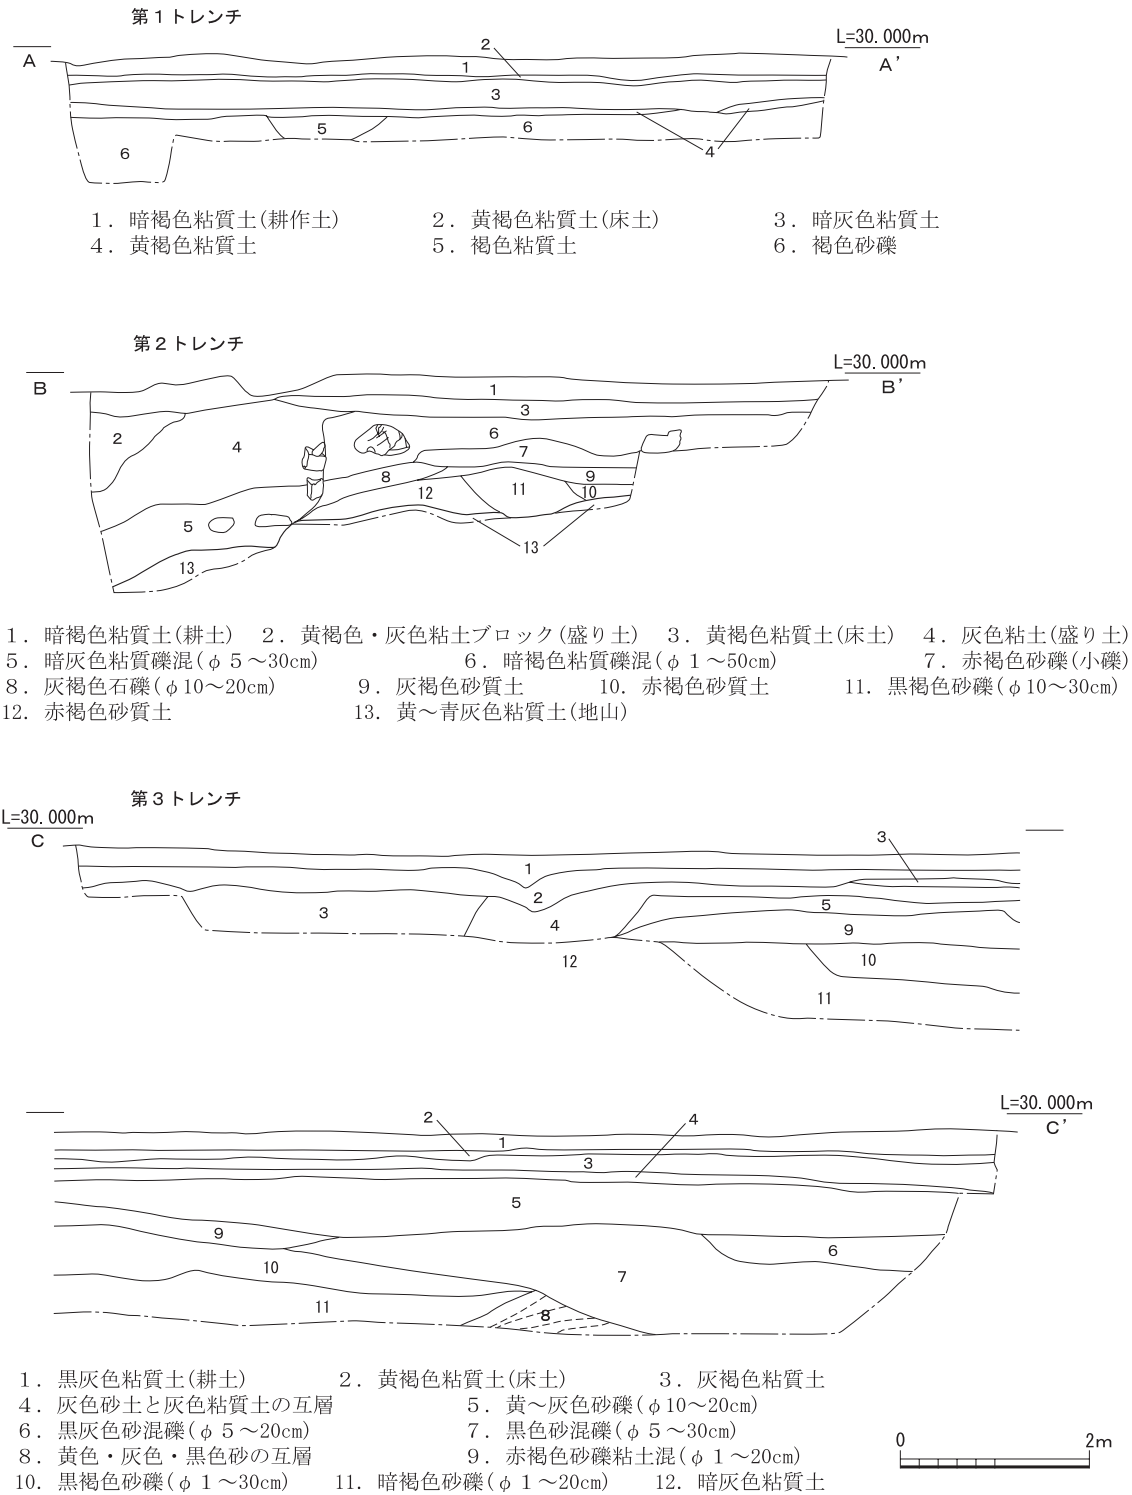 第１トレンチ
A
L=30.000m
A’
2
1
3
5
6
6
4
１．暗褐色粘質土(耕作土)　２．黄褐色粘質土(床土)　３．暗灰色粘質土
４．黄褐色粘質土　５．褐色粘質土　６．褐色砂礫
第２トレンチ
B
L=30.000m
B’
1
3
2
4
6
7
8
9
10
11
12
5
13
13
１．暗褐色粘質土(耕土)　２．黄褐色・灰色粘土ブロック(盛り土)　３．黄褐色粘質土(床土)　４．灰色粘土(盛り土)
５．暗灰色粘質礫混(φ５～30cm)　６．暗褐色粘質礫混(φ１～50cm)　７．赤褐色砂礫(小礫)
８．灰褐色石礫(φ10～20cm)　９．灰褐色砂質土　10．赤褐色砂質土　11．黒褐色砂礫(φ10～30cm)
12．赤褐色砂質土　13．黄～青灰色粘質土(地山)
第３トレンチ
L=30.000m
C
3
1
2
3
4
5
9
12
10
11
L=30.000m
C’
2
4
1
3
5
9
6
10
7
11
8
１．黒灰色粘質土(耕土)　２．黄褐色粘質土(床土)　３．灰褐色粘質土
４．灰色砂土と灰色粘質土の互層　５．黄～灰色砂礫(φ10～20cm)
６．黒灰色砂混礫(φ５～20cm)　７．黒色砂混礫(φ５～30cm)
８．黄色・灰色・黒色砂の互層　９．赤褐色砂礫粘土混(φ１～20cm)
10．黒褐色砂礫(φ１～30cm)　11．暗褐色砂礫(φ１～20cm)　12．暗灰色粘質土
0　2m